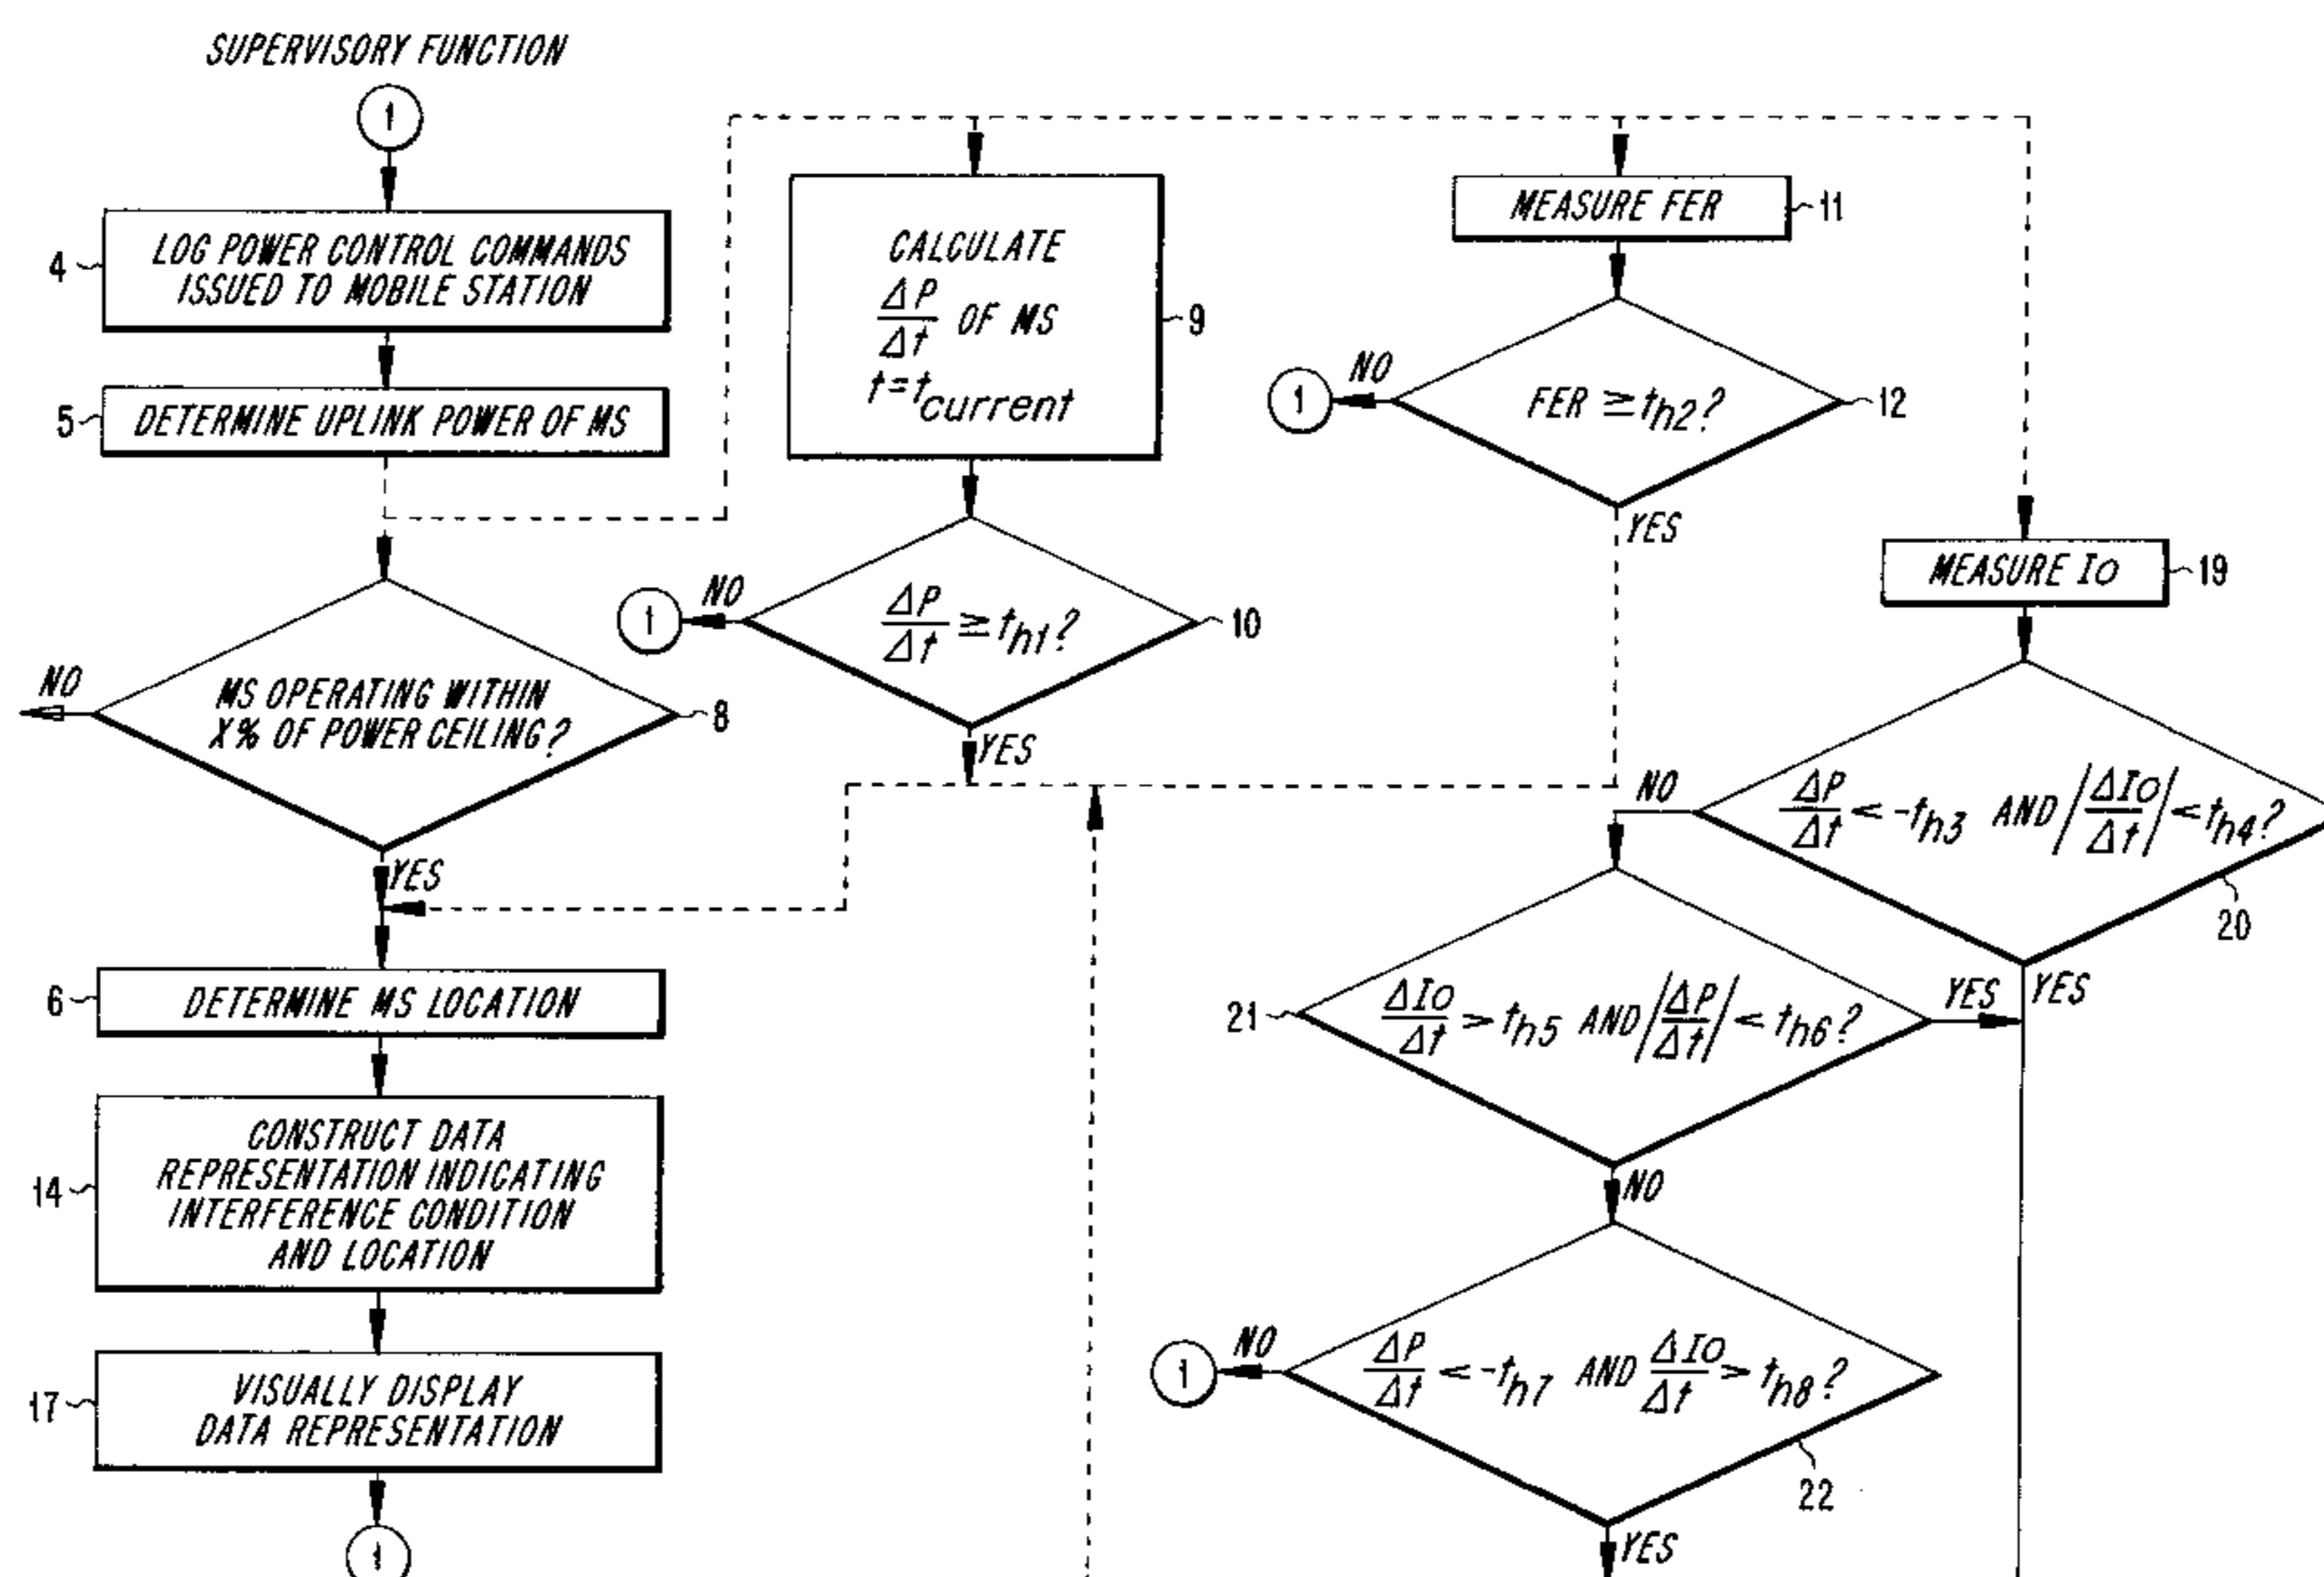 SUPERVISORY FUNCTION
1
4
LOG POWER CONTROL COMMANDS
ISSUED TO MOBILE STATION
5
DETERMINE UPLINK POWER OF MS
NO
MS OPERATING WITHIN
X% OF POWER CEILING?
8
YES
6
DETERMINE MS LOCATION
14
CONSTRUCT DATA
REPRESENTATION INDICATING
INTERFERENCE CONDITION
AND LOCATION
17
VISUALLY DISPLAY
DATA REPRESENTATION
1
CALCULATE
ΔP/Δt OF MS
t=tcurrent
9
1
NO
ΔP/Δt ≥ th1?
10
YES
MEASURE FER
11
1
NO
FER ≥ th2?
12
YES
MEASURE Io
19
NO
ΔP/Δt < -th3 AND |ΔIo/Δt| < th4?
20
YES
21
ΔIo/Δt > th5 AND |ΔP/Δt| < th6?
YES
NO
1
NO
ΔP/Δt < -th7 AND ΔIo/Δt > th8?
22
YES